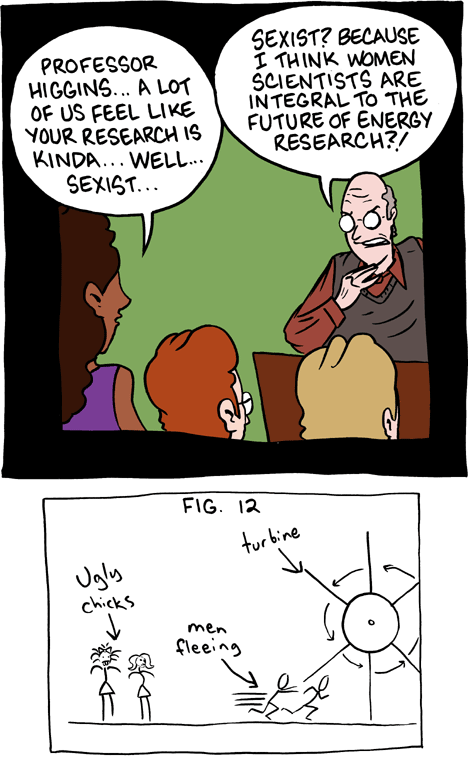 PROFESSOR
HIGGINS... A LOT
OF US FEEL LIKE
YOUR RESEARCH IS
KINDA... WELL...
SEXIST...
SEXIST? BECAUSE
I THINK WOMEN
SCIENTISTS ARE
INTEGRAL TO THE
FUTURE OF ENERGY
RESEARCH?!
FIG. 12
turbine
Ugly
chicks
men
fleeing